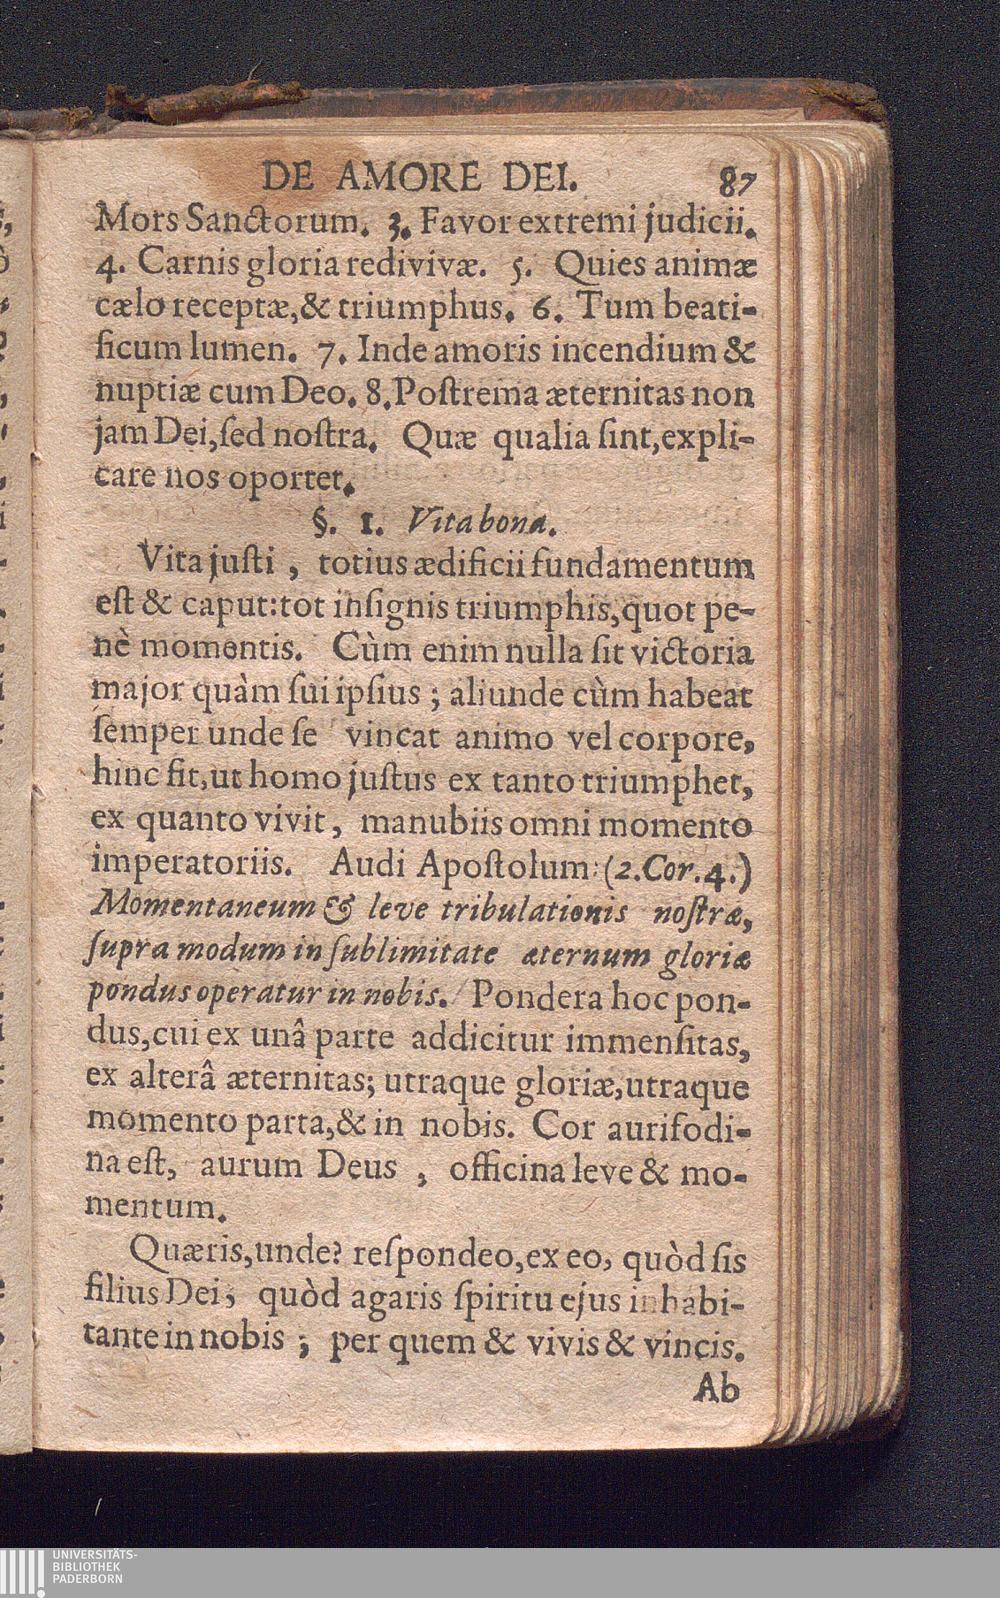 DE AMORE DEI. 87
Mors Sanctorum. 3. Favor extremi judicii.
4. Carnis gloria redivivæ. 5. Quies animæ
cælo receptæ,& triumphus. 6. Tum beati-
ficum lumen. 7. Inde amoris incendium &
nuptiæ cum Deo. 8. Poſtrema æternitas non
jam Dei,ſed noſtra. Quæ qualia ſint,expli-
care nos oportet.
§. 1. Vita bona.
Vita juſti , totius ædificii fundamentum
eſt & caput:tot inſignis triumphis,quot pe-
nè momentis. Cùm enim nulla ſit victoria
major quàm ſui ipſius ; aliunde cùm habeat
ſemper unde ſe vincat animo vel corpore,
hinc fit,ut homo juſtus ex tanto triumphet,
ex quanto vivit, manubiis omni momento
imperatoriis. Audi Apoſtolum: (2.Cor.4.)
Momentaneum & leve tribulationis noſtræ,
ſupra modum in ſublimitate æternum gloriæ
pondus operatur in nobis. Pondera hoc pon-
dus,cui ex unâ parte addicitur immenſitas,
ex alterâ æternitas; utraque gloriæ,utraque
momento parta,& in nobis. Cor aurifodi-
na eſt, aurum Deus , officina leve & mo-
mentum.
Quæris,unde? reſpondeo,ex eo, quòd ſis
filius Dei, quòd agaris ſpiritu ejus inhabi-
tante in nobis ; per quem & vivis & vincis.
Ab
UNIVERSITÄTS-
BIBLIOTHEK
PADERBORN